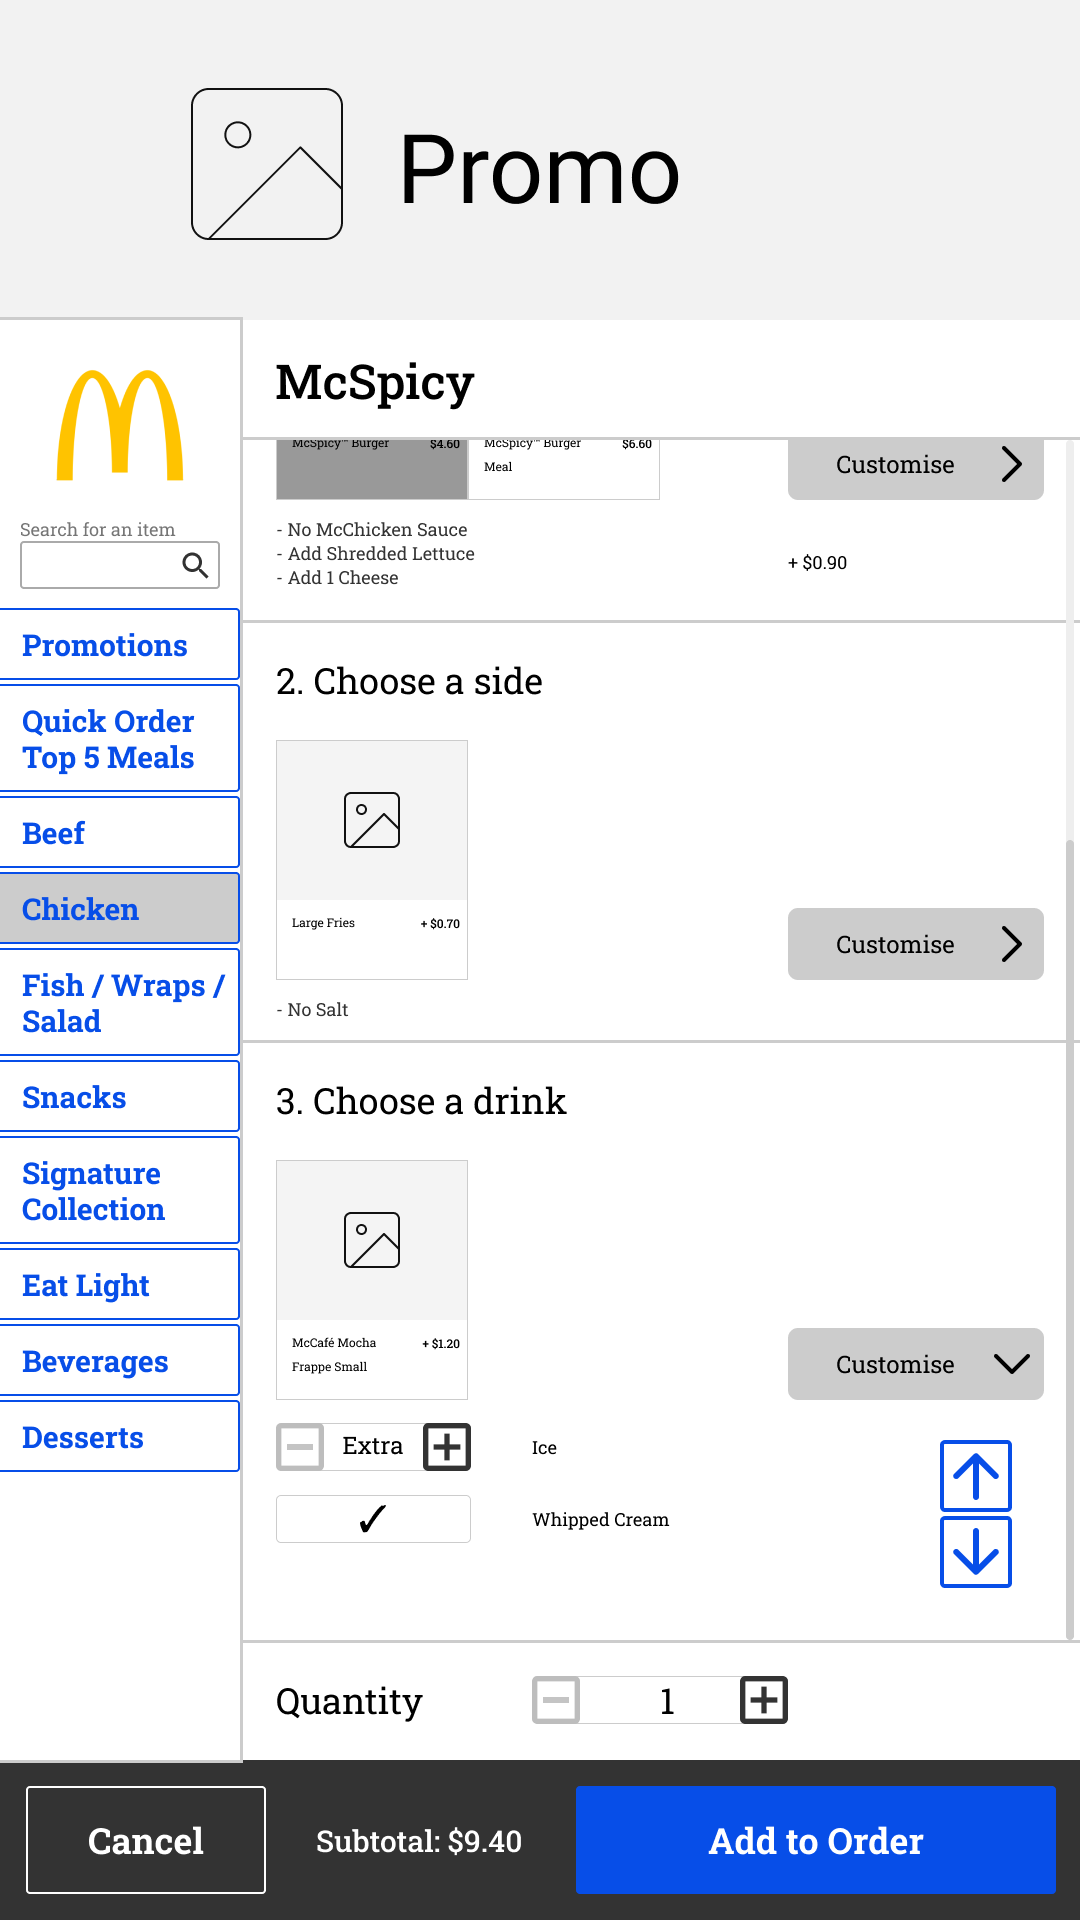 Promo
McSpicy
McSpicy™ Burger $4.60
McSpicy™ Burger $6.60
Meal
Customise
- No McChicken Sauce
- Add Shredded Lettuce
- Add 1 Cheese
+ $0.90
Search for an item
Promotions
Quick Order
Top 5 Meals
Beef
Chicken
Fish / Wraps /
Salad
Snacks
Signature
Collection
Eat Light
Beverages
Desserts
2. Choose a side
Large Fries + $0.70
Customise
- No Salt
3. Choose a drink
McCafé Mocha + $1.20
Frappe Small
Customise
Extra
Ice
✓
Whipped Cream
Quantity
1
Cancel
Subtotal: $9.40
Add to Order